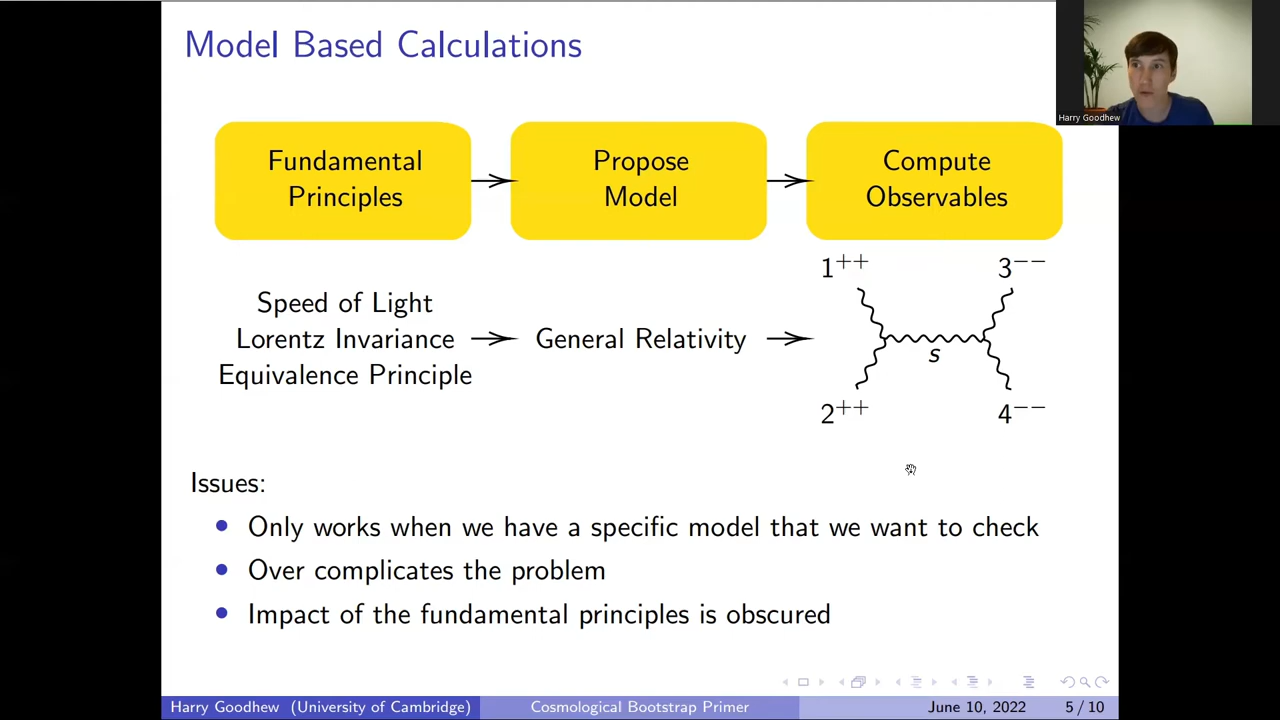 Model Based Calculations
Harry Goodhew
Fundamental
Principles
Propose
Model
Compute
Observables
Speed of Light
Lorentz Invariance
Equivalence Principle
General Relativity
1++
3−−
s
2++
4−−
Issues:
• Only works when we have a specific model that we want to check
• Over complicates the problem
• Impact of the fundamental principles is obscured
Harry Goodhew (University of Cambridge) Cosmological Bootstrap Primer June 10, 2022 5 / 10